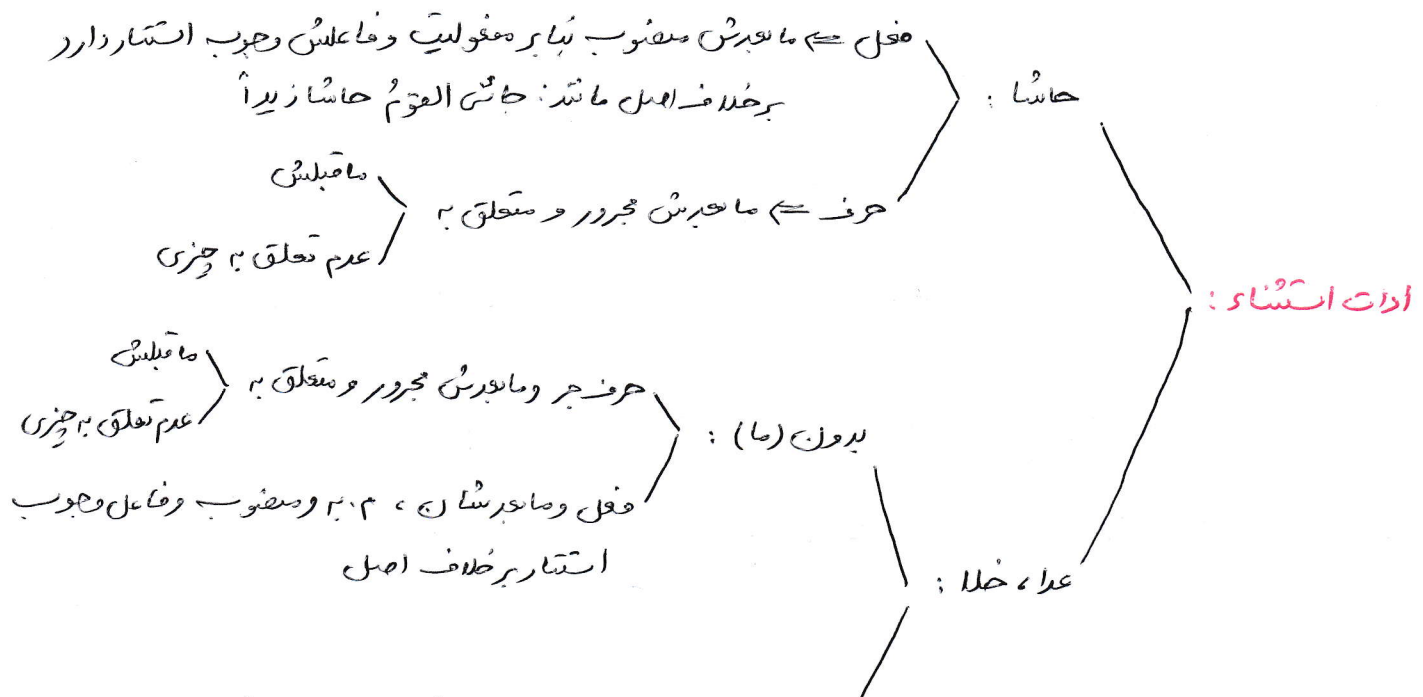 ادات استثناء :
حاشا :
فعل ⇐ مابعدش منصوب بنابر مفعولیت و فاعلش وجوب استتار دارد
برخلاف اصل مانند: جائنی القومُ حاشا زیداً
حرف ⇐ مابعدش مجرور و متعلق به
ماقبلش
عدم تعلق به چیزی
عدا، خلا :
بدون (ما) :
حرف جر و مابعدش مجرور و متعلق به
ماقبلش
عدم تعلق به چیزی
فعل و مابعدشان، م.به و منصوب و فاعل وجوب
استتار برخلاف اصل